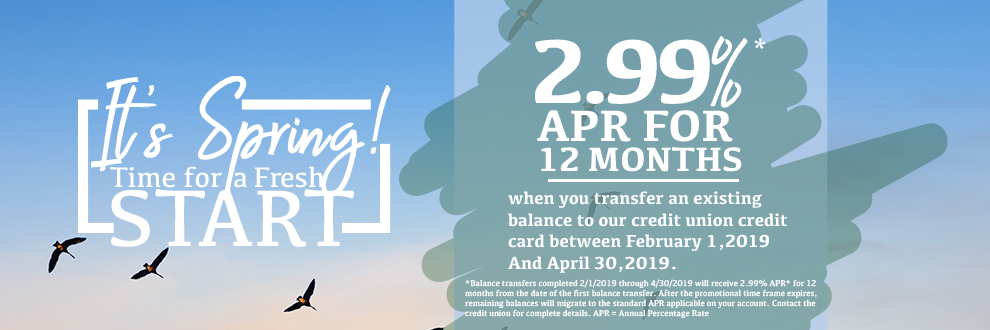 It's Spring!
Time for a Fresh
START
2.99%*
APR FOR
12 MONTHS
when you transfer an existing
balance to our credit union credit
card between February 1,2019
And April 30,2019.
*Balance transfers completed 2/1/2019 through 4/30/2019 will receive 2.99% APR* for 12
months from the date of the first balance transfer. After the promotional time frame expires,
remaining balances will migrate to the standard APR applicable on your account. Contact the
credit union for complete details. APR = Annual Percentage Rate